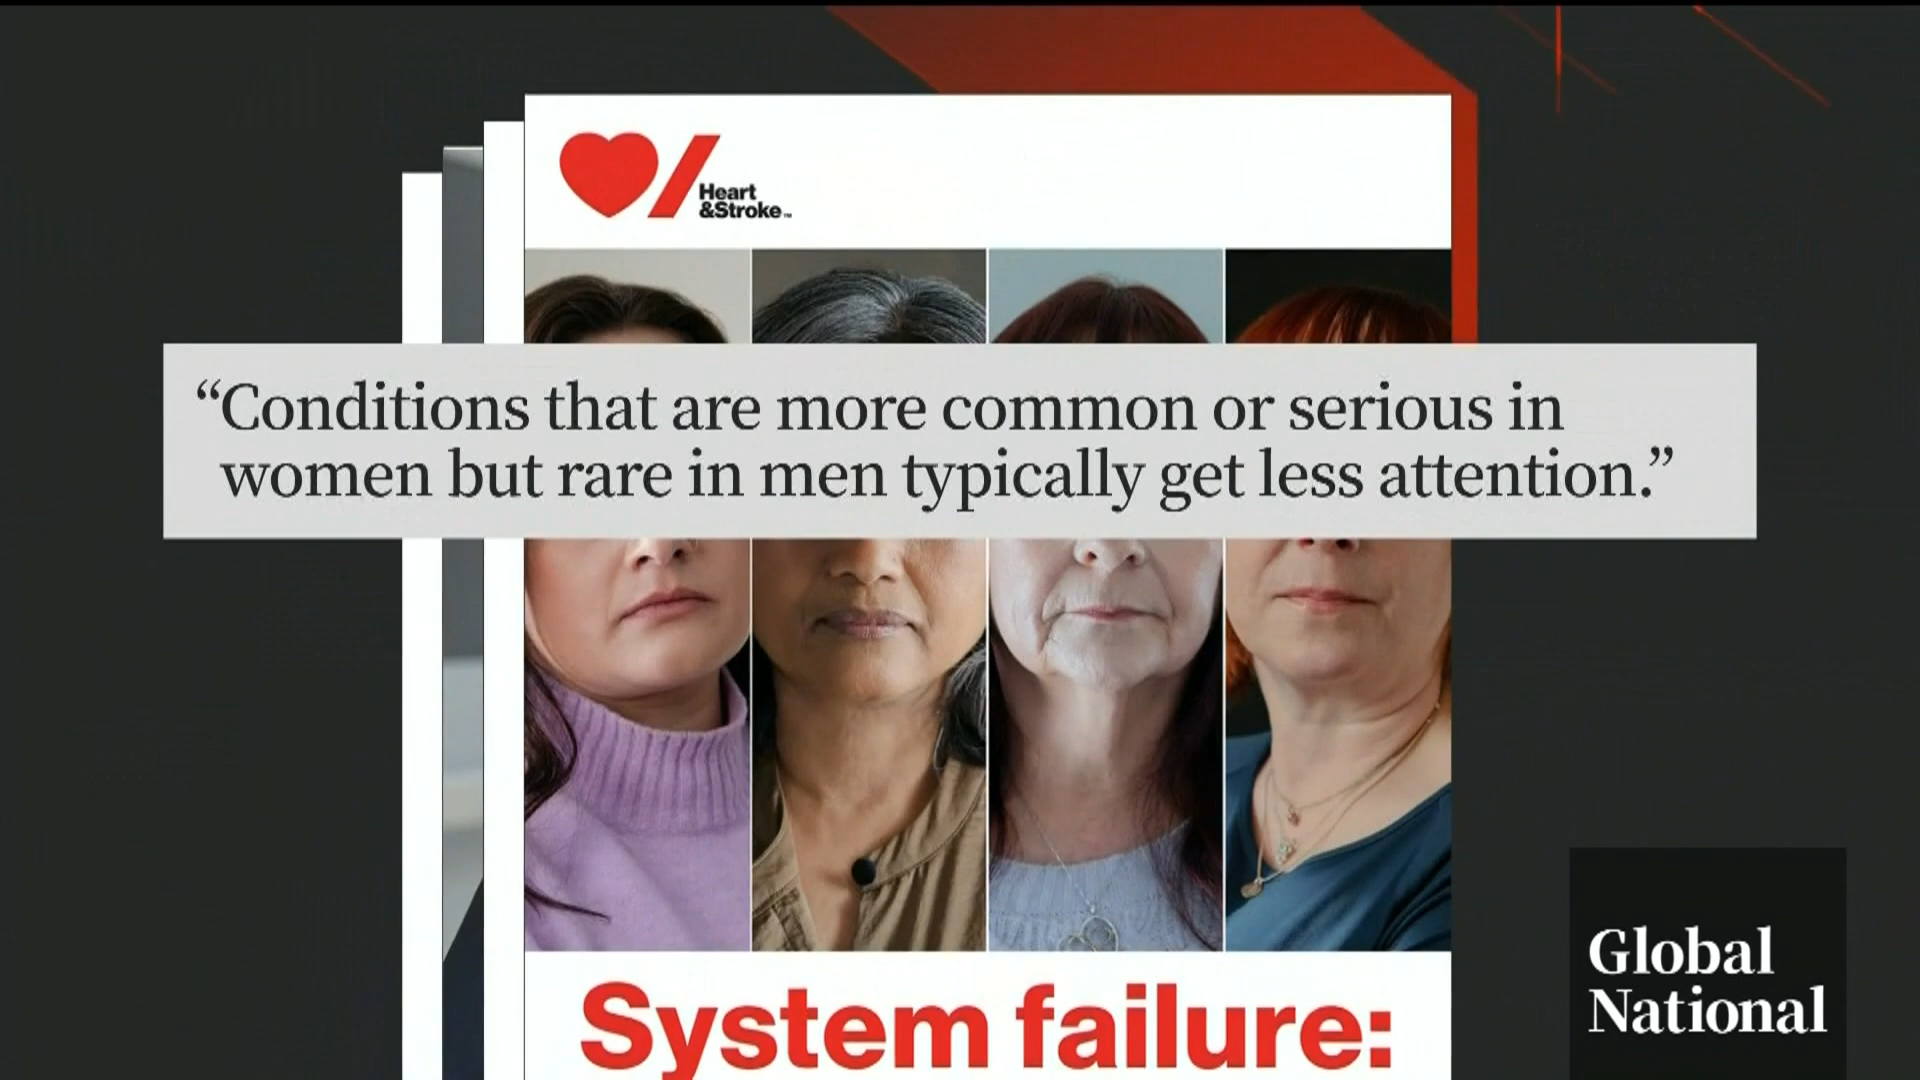 Heart
&Stroke™
“Conditions that are more common or serious in
women but rare in men typically get less attention.”
System failure:
Global
National